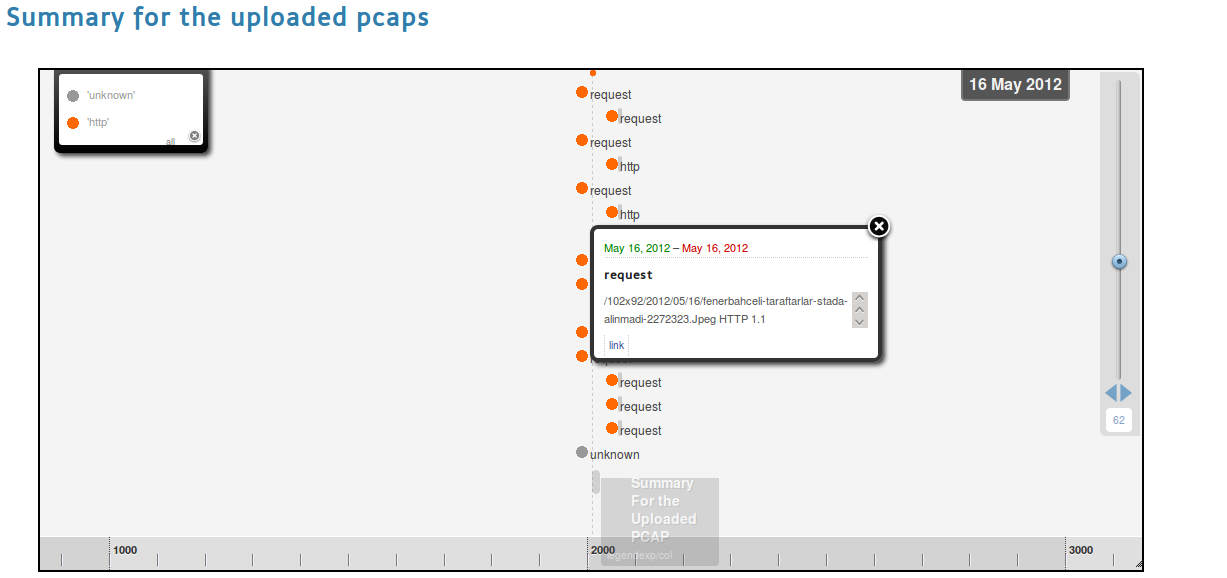 Summary for the uploaded pcaps
'unknown'
'http'
all
16 May 2012
request
request
request
http
request
http
May 16, 2012 – May 16, 2012
request
/102x92/2012/05/16/fenerbahceli-taraftarlar-stada-
alinmadi-2272323.Jpeg HTTP 1.1
link
request
request
request
unknown
62
Summary
For the
Uploaded
PCAP
legendexp/col
1000
2000
3000